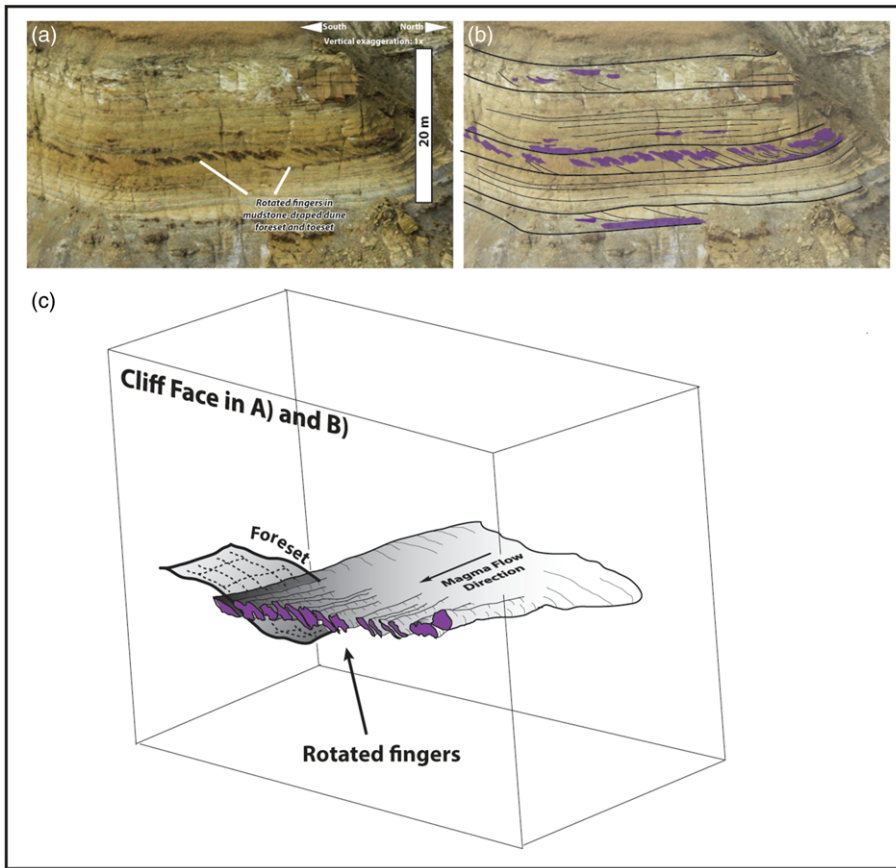 (a)
South North
Vertical exaggeration: 1x
20 m
Rotated fingers in
mudstone-draped dune
foreset and toeset
(b)
(c)
Cliff Face in A) and B)
Foreset
Magma Flow
Direction
Rotated fingers